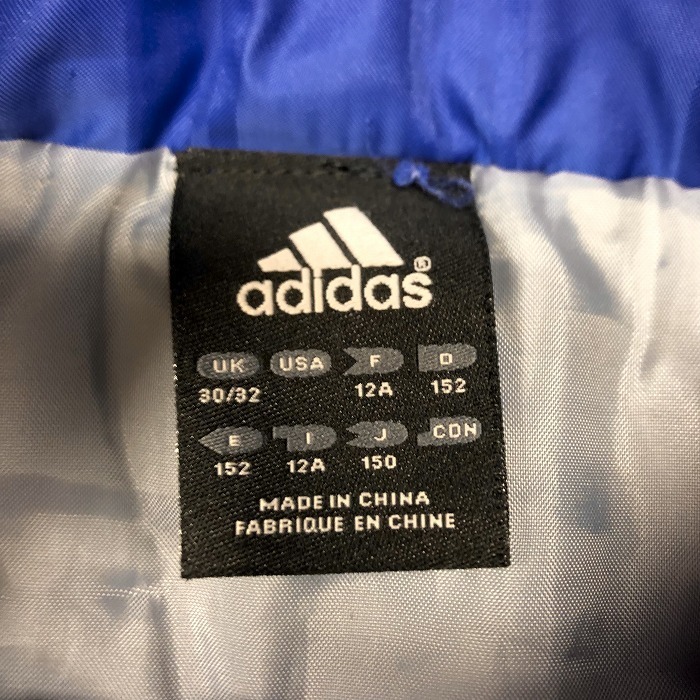 adidas®
UK USA F D
30/32 12A 152
E I J CDN
152 12A 150
MADE IN CHINA
FABRIQUE EN CHINE